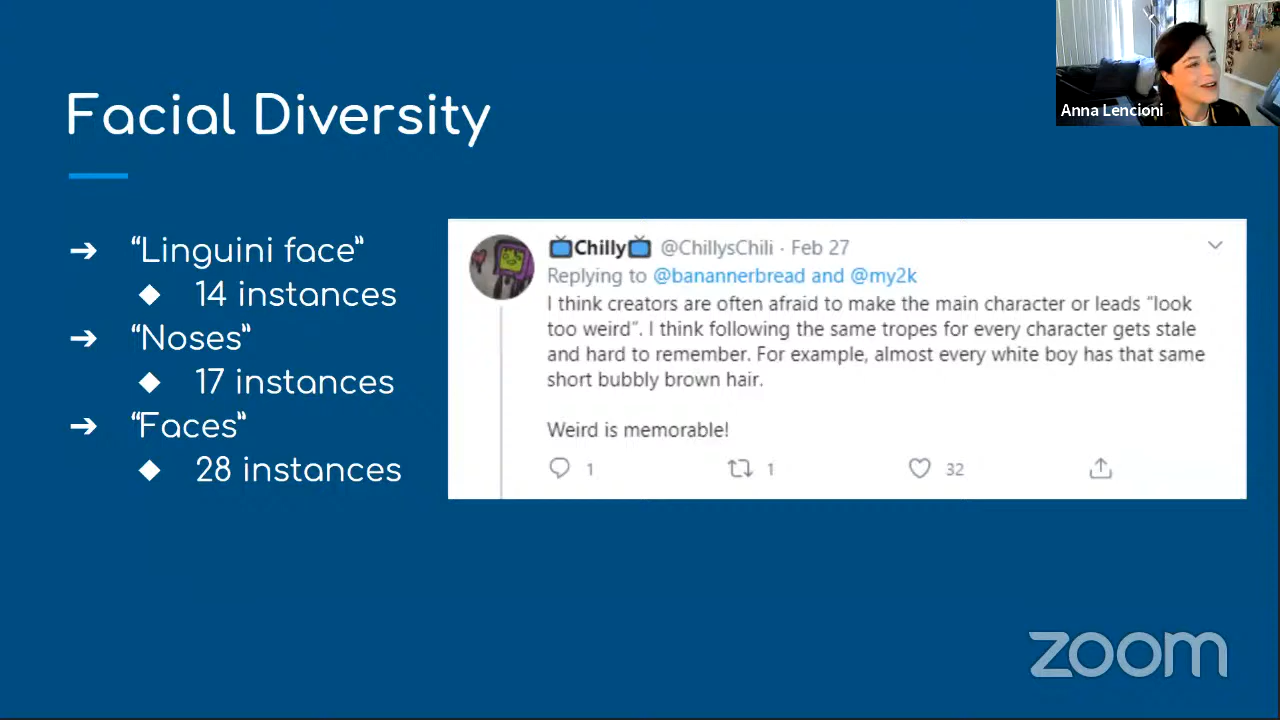 Anna Lencioni
Facial Diversity
➔ “Linguini face”
◆ 14 instances
➔ “Noses”
◆ 17 instances
➔ “Faces”
◆ 28 instances
📺Chilly📺 @ChillysChili · Feb 27
Replying to @banannerbread and @my2k
I think creators are often afraid to make the main character or leads “look
too weird”. I think following the same tropes for every character gets stale
and hard to remember. For example, almost every white boy has that same
short bubbly brown hair.
Weird is memorable!
1 1 32
zoom